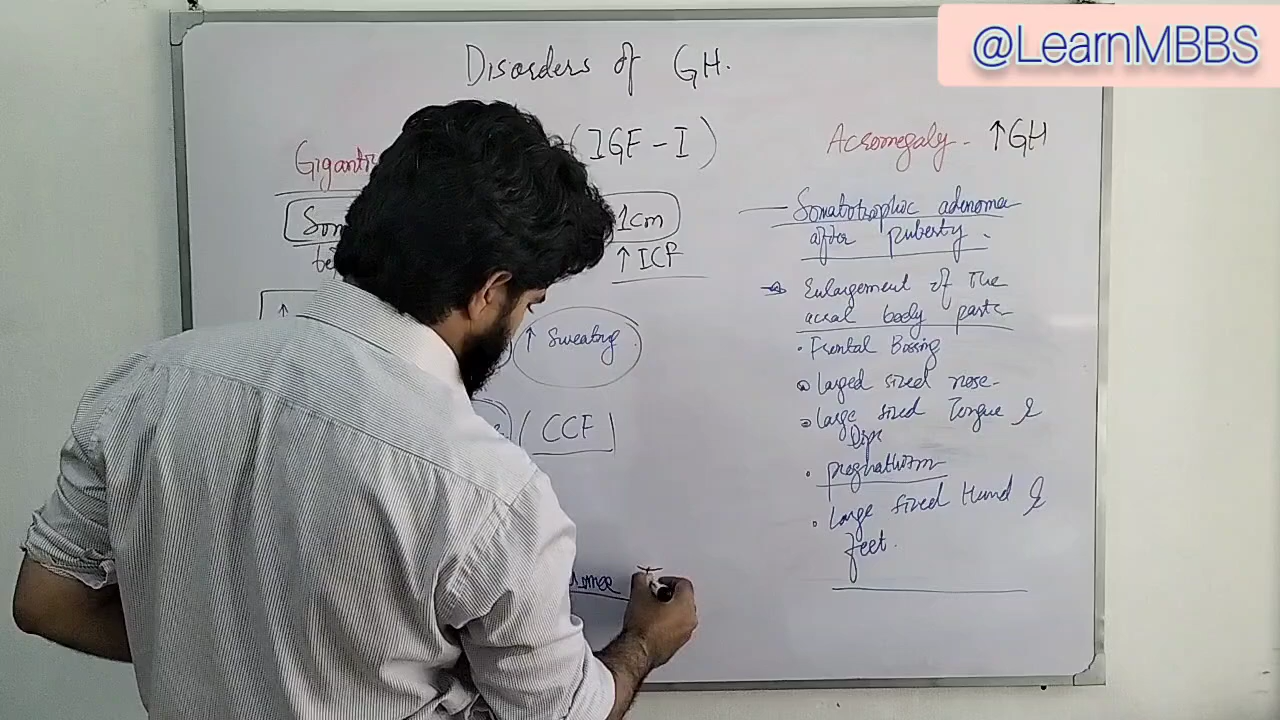 @LearnMBBS
Disorders of GH.
(IGF-I)
1cm
↑ ICP
↑
↑ Sweating
CCF
Acromegaly - ↑GH
Somatotrophic adenoma
after puberty.
Enlargement of the
acral body parts
• Frontal Bossing
• Larged sized nose-
• Large sized Tongue &
Lips
• prognathism
• Large sized Hand &
feet.